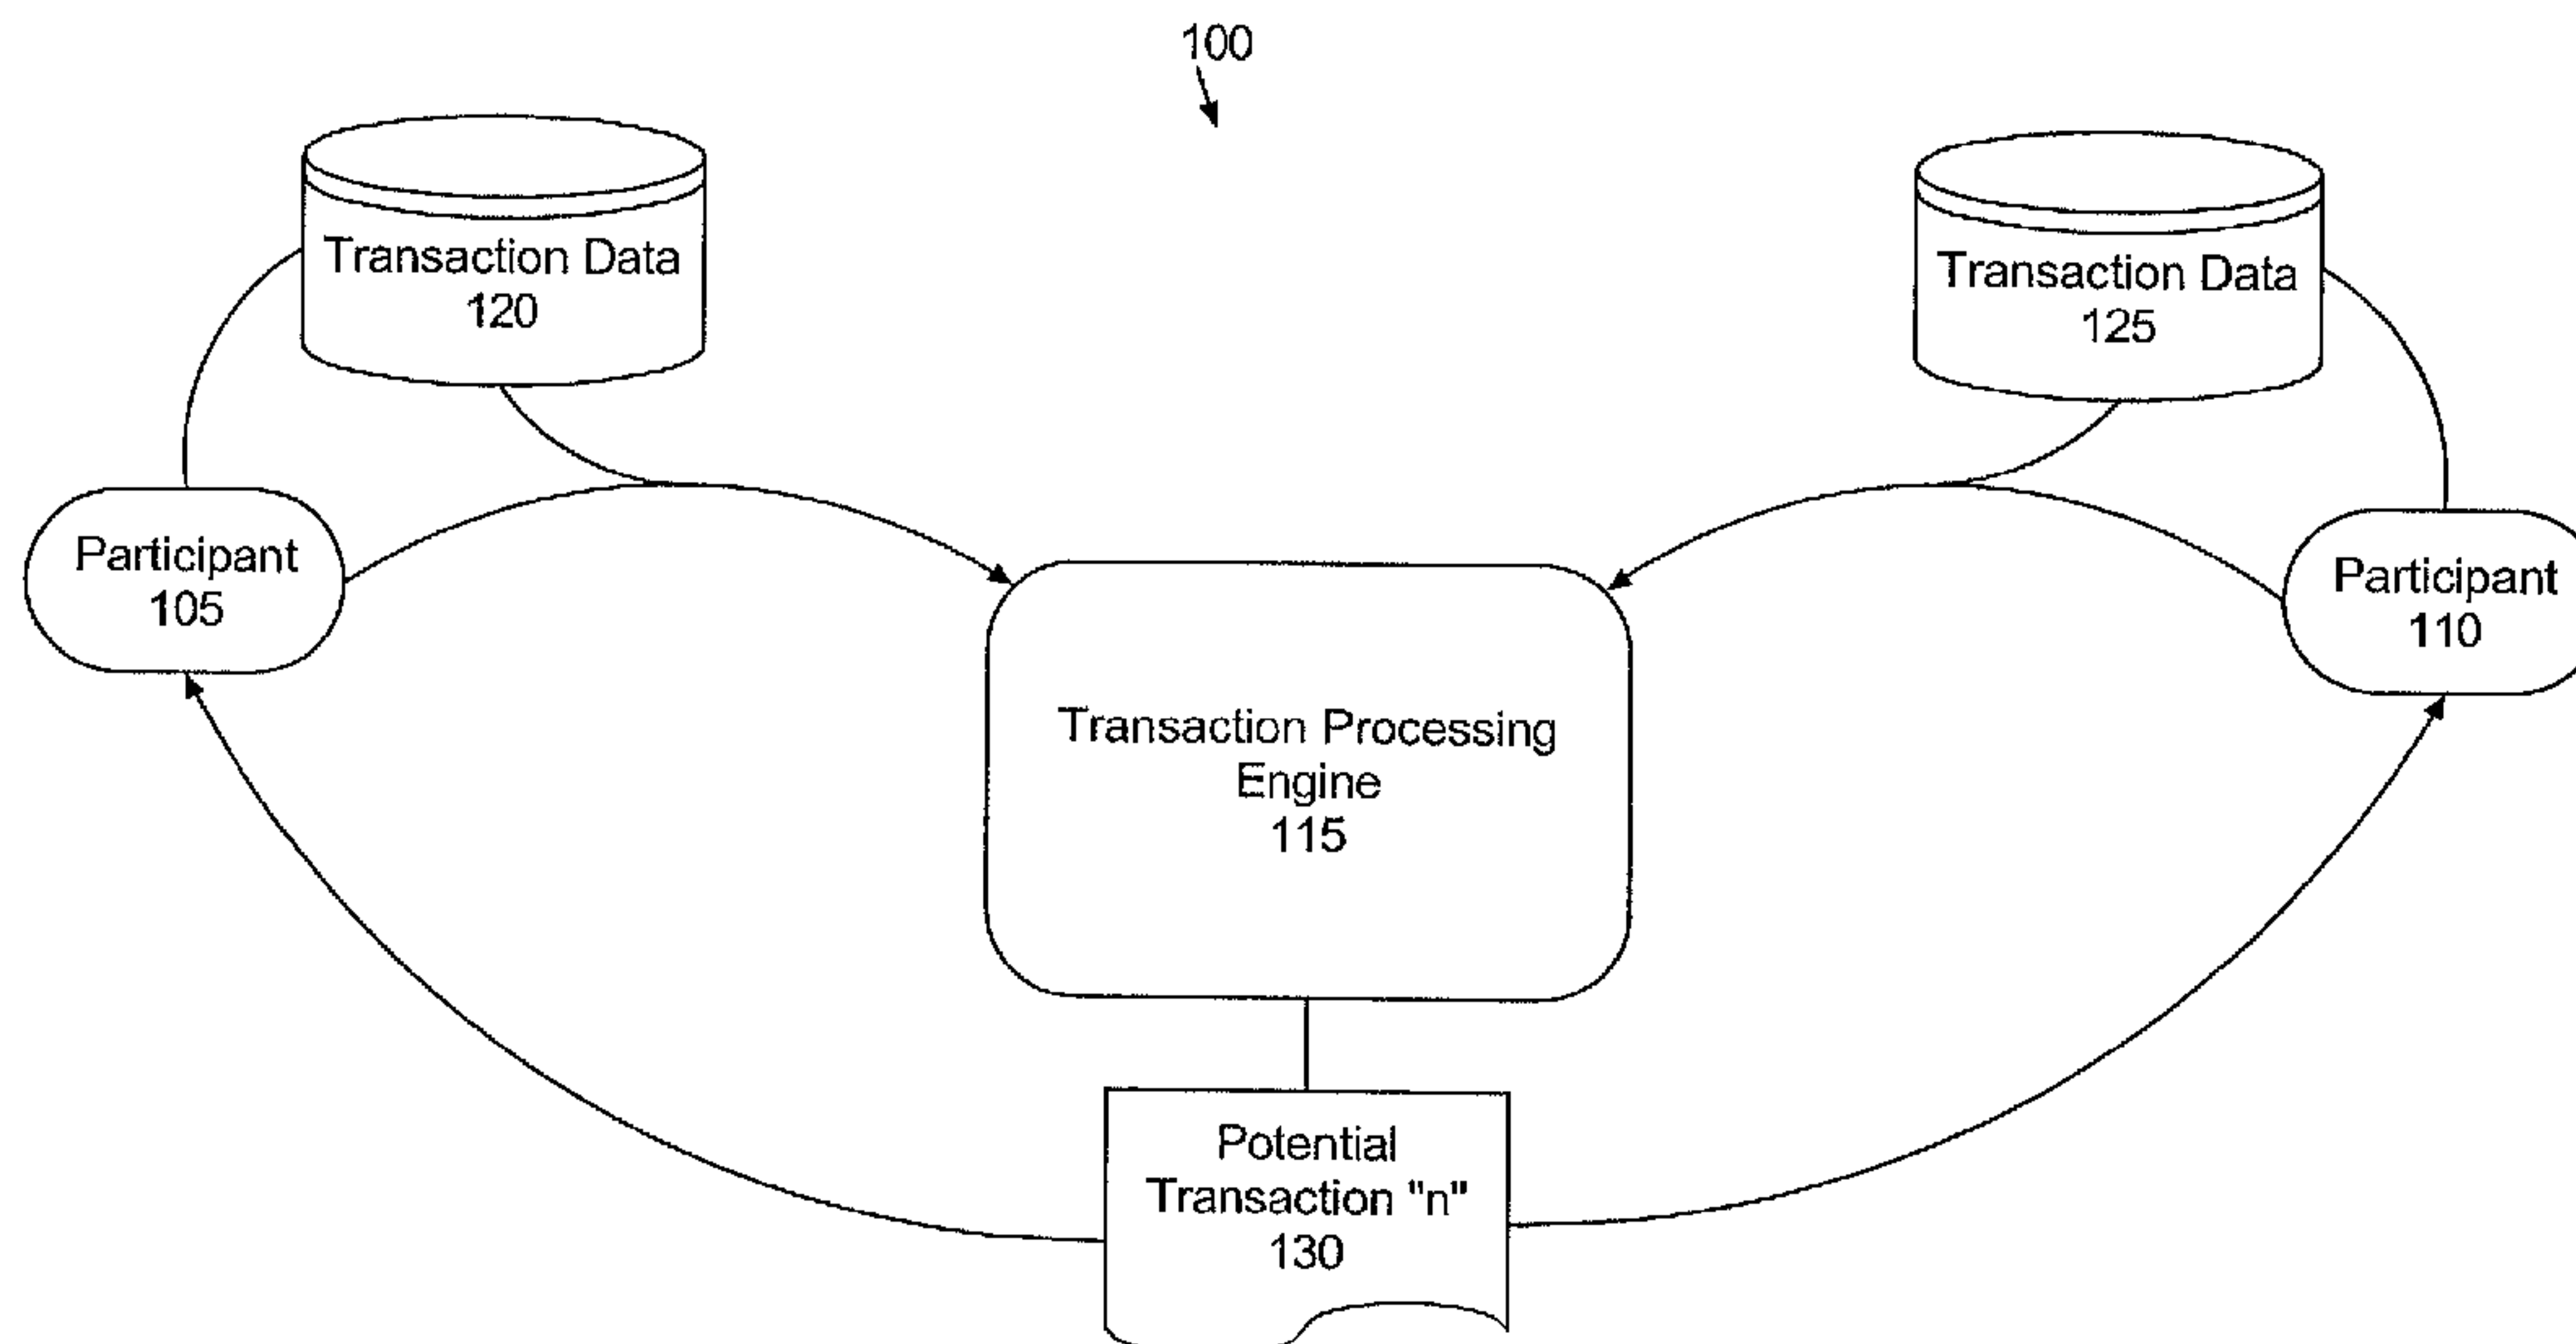 100
Transaction Data
120
Transaction Data
125
Participant
105
Participant
110
Transaction Processing
Engine
115
Potential
Transaction "n"
130